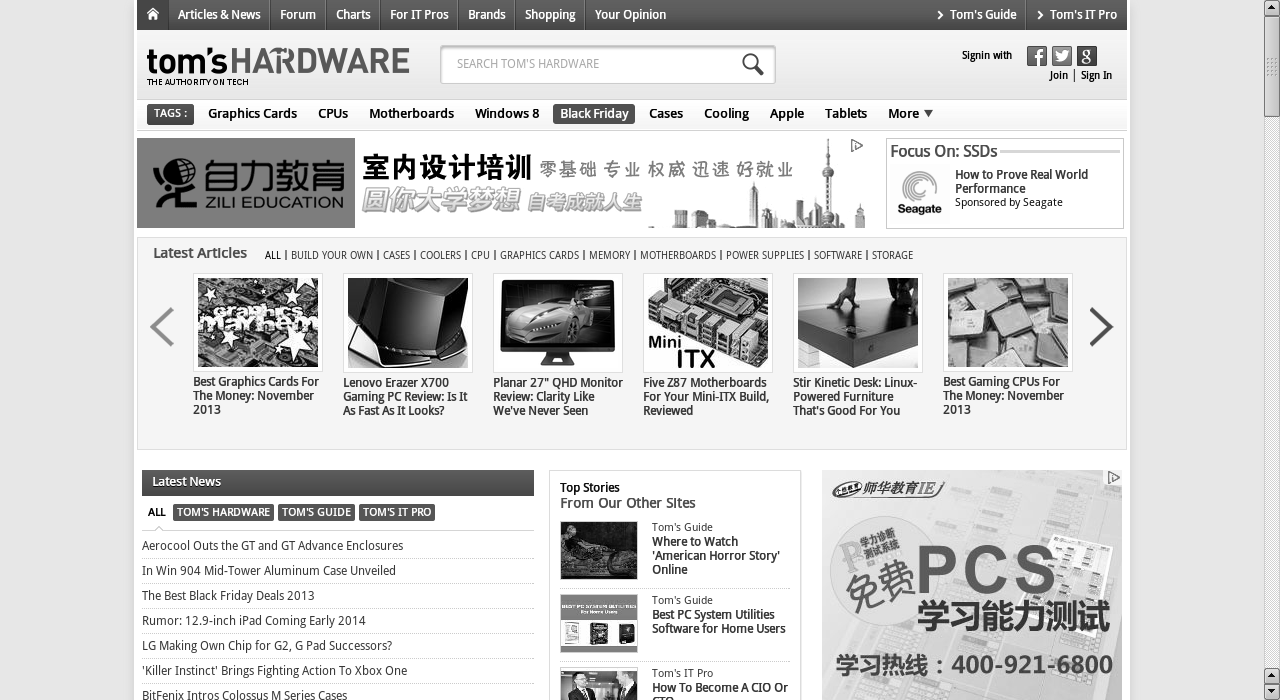 Articles & News
Forum
Charts
For IT Pros
Brands
Shopping
Your Opinion
Tom's Guide
Tom's IT Pro
tom's HARDWARE
THE AUTHORITY ON TECH
SEARCH TOM'S HARDWARE
Signin with
Join | Sign In
TAGS :
Graphics Cards
CPUs
Motherboards
Windows 8
Black Friday
Cases
Cooling
Apple
Tablets
More
自力教育
ZILI EDUCATION
室内设计培训 零基础 专业 权威 迅速 好就业
圆你大学梦想 自考成就人生
Focus On: SSDs
Seagate
How to Prove Real World
Performance
Sponsored by Seagate
Latest Articles
ALL | BUILD YOUR OWN | CASES | COOLERS | CPU | GRAPHICS CARDS | MEMORY | MOTHERBOARDS | POWER SUPPLIES | SOFTWARE | STORAGE
Graphics
Mayhem
Best Graphics Cards For
The Money: November
2013
Lenovo Erazer X700
Gaming PC Review: Is It
As Fast As It Looks?
Planar 27" QHD Monitor
Review: Clarity Like
We've Never Seen
Mini
ITX
Five Z87 Motherboards
For Your Mini-ITX Build,
Reviewed
Stir Kinetic Desk: Linux-
Powered Furniture
That's Good For You
Best Gaming CPUs For
The Money: November
2013
Latest News
ALL
TOM'S HARDWARE
TOM'S GUIDE
TOM'S IT PRO
Aerocool Outs the GT and GT Advance Enclosures
In Win 904 Mid-Tower Aluminum Case Unveiled
The Best Black Friday Deals 2013
Rumor: 12.9-inch iPad Coming Early 2014
LG Making Own Chip for G2, G Pad Successors?
'Killer Instinct' Brings Fighting Action To Xbox One
BitFenix Intros Colossus M Series Cases
Top Stories
From Our Other Sites
Tom's Guide
Where to Watch
'American Horror Story'
Online
BEST PC SYSTEM UTILITIES
For Home Users
Tom's Guide
Best PC System Utilities
Software for Home Users
Tom's IT Pro
How To Become A CIO Or
CTO
师华教育IE
学力诊断
测试系统
免费
PCS
学习能力测试
学习热线：400-921-6800